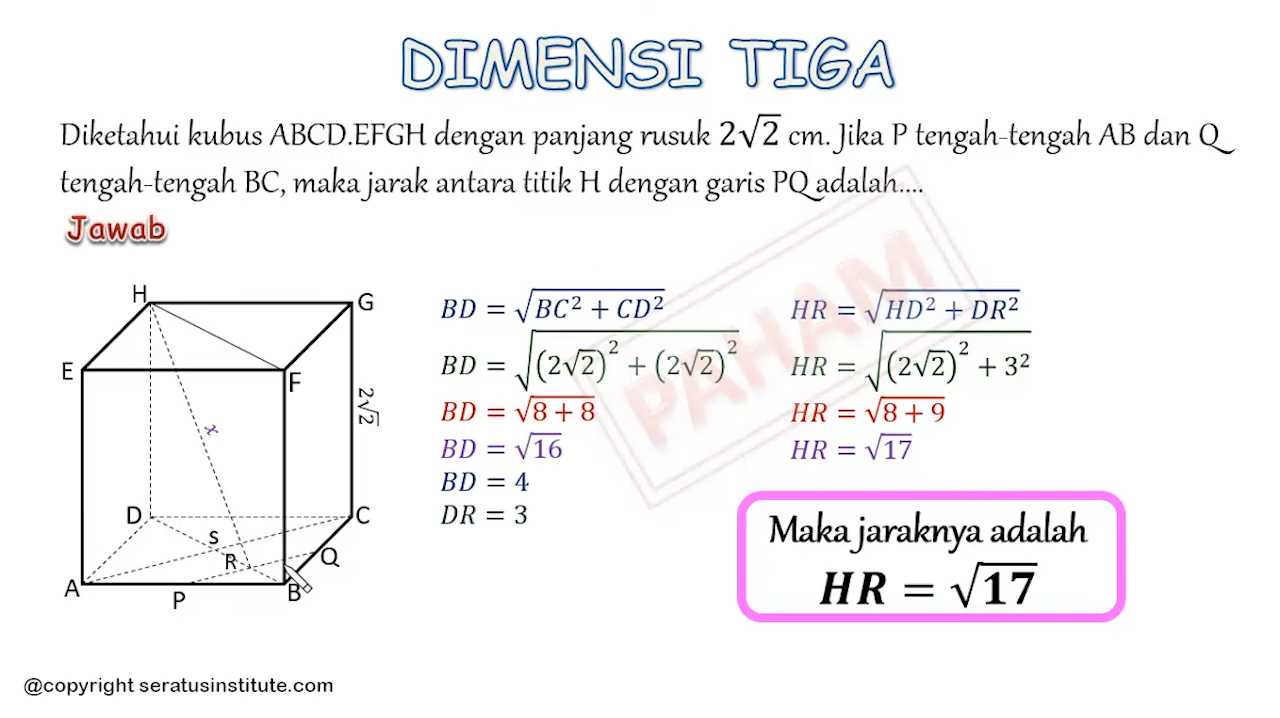 DIMENSI TIGA
Diketahui kubus ABCD.EFGH dengan panjang rusuk 2√2 cm. Jika P tengah-tengah AB dan Q
tengah-tengah BC, maka jarak antara titik H dengan garis PQ adalah....
Jawab
H
G
E
F
2√2
x
D
C
s
R
Q
A
P
B
BD = √(BC² + CD²)
BD = √((2√2)² + (2√2)²)
BD = √(8 + 8)
BD = √16
BD = 4
DR = 3
HR = √(HD² + DR²)
HR = √((2√2)² + 3²)
HR = √(8 + 9)
HR = √17
PAHAM
Maka jaraknya adalah
HR = √17
@copyright seratusinstitute.com